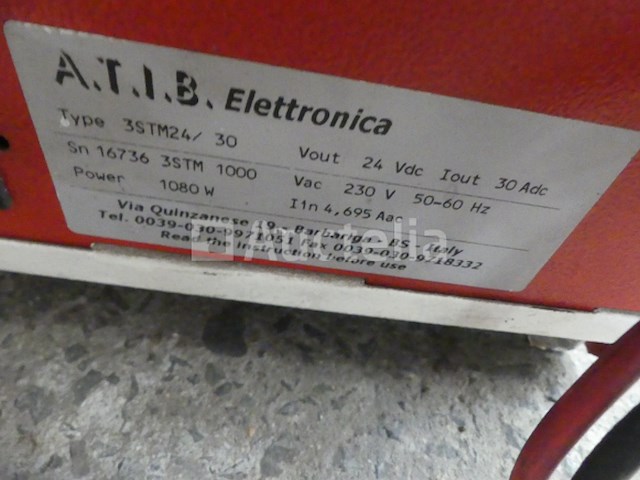 A.T.I.B. Elettronica
Type 3STM24/ 30 Vout 24 Vdc Iout 30 Adc
Sn 16736 3STM 1000 Vac 230 V 50-60 Hz
Power 1080 W I1n 4,695 Aac
Via Quinzanese - Barbariga - BS - Italy
Tel. 0039-030-9971051 Fax 0039-030-9718332
Read the instruction before use